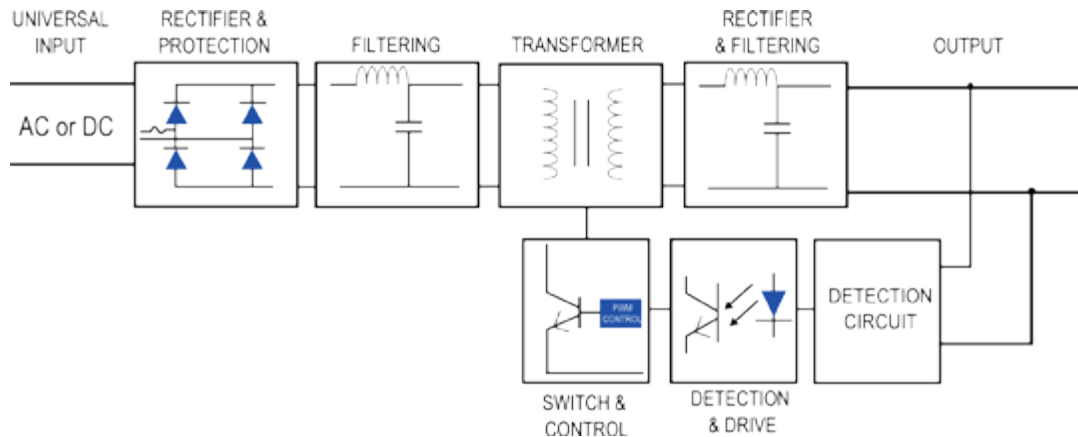 UNIVERSAL
INPUT
RECTIFIER &
PROTECTION
FILTERING
TRANSFORMER
RECTIFIER
& FILTERING
OUTPUT
AC or DC
PWM
CONTROL
DETECTION
CIRCUIT
SWITCH &
CONTROL
DETECTION
& DRIVE